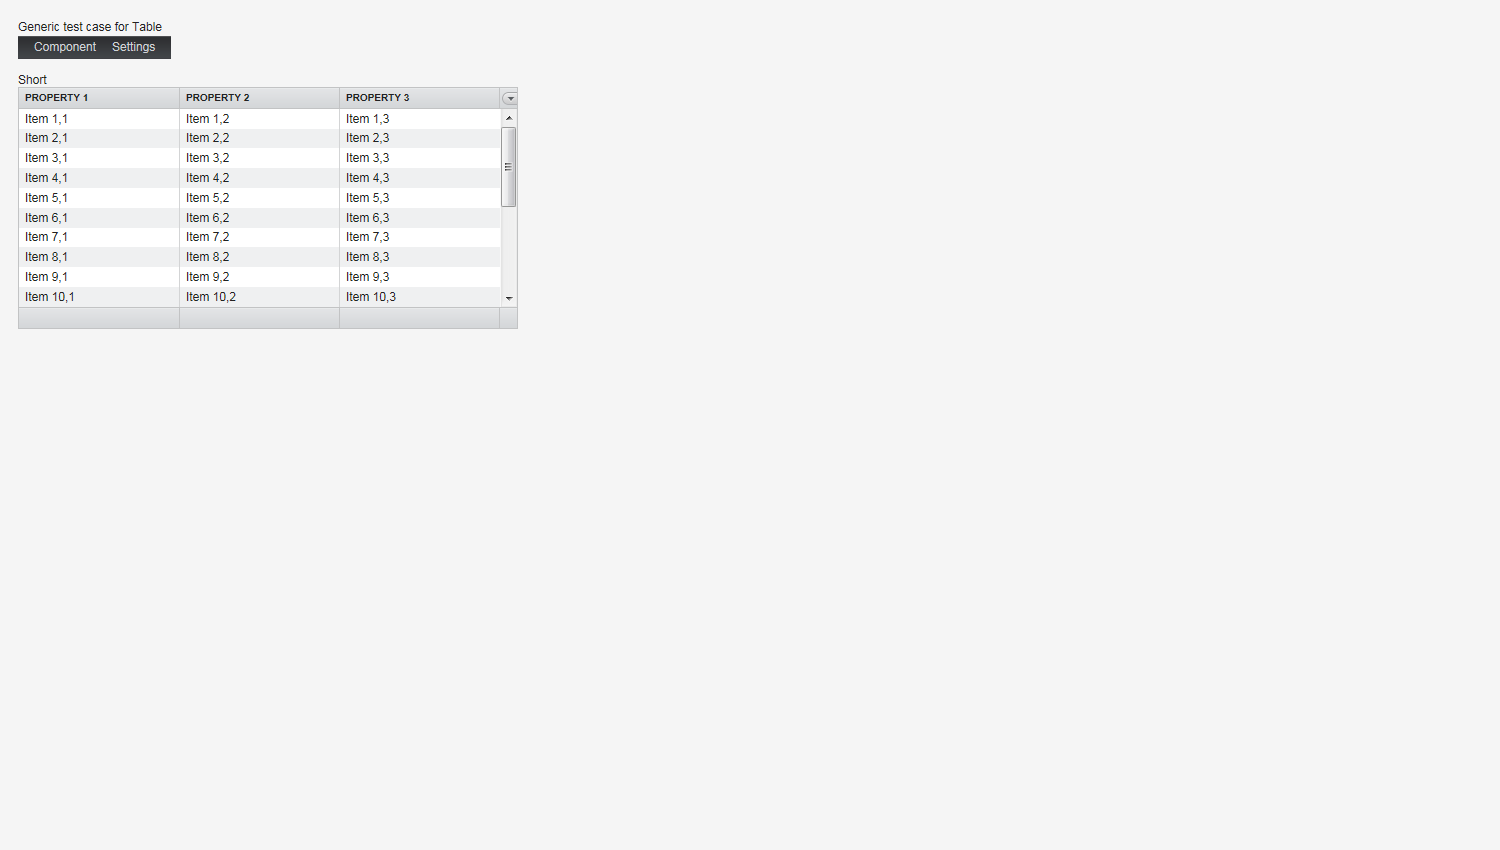 Generic test case for Table
Component Settings
Short
PROPERTY 1 PROPERTY 2 PROPERTY 3
Item 1,1 Item 1,2 Item 1,3
Item 2,1 Item 2,2 Item 2,3
Item 3,1 Item 3,2 Item 3,3
Item 4,1 Item 4,2 Item 4,3
Item 5,1 Item 5,2 Item 5,3
Item 6,1 Item 6,2 Item 6,3
Item 7,1 Item 7,2 Item 7,3
Item 8,1 Item 8,2 Item 8,3
Item 9,1 Item 9,2 Item 9,3
Item 10,1 Item 10,2 Item 10,3